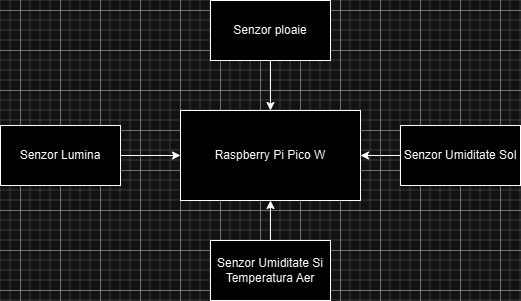 Senzor ploaie
Senzor Lumina
Raspberry Pi Pico W
Senzor Umiditate Sol
Senzor Umiditate Si
Temperatura Aer